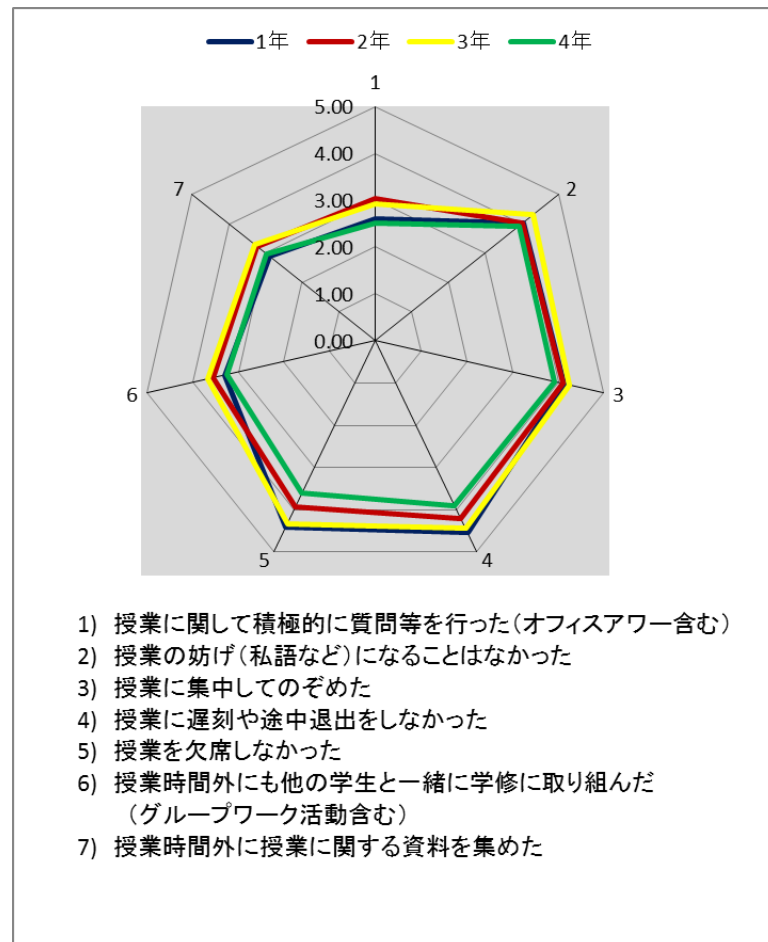 1年 2年 3年 4年
1
5.00
4.00
7 2
3.00
2.00
1.00
0.00
6 3
5 4
1) 授業に関して積極的に質問等を行った(オフィスアワー含む)
2) 授業の妨げ(私語など)になることはなかった
3) 授業に集中してのぞめた
4) 授業に遅刻や途中退出をしなかった
5) 授業を欠席しなかった
6) 授業時間外にも他の学生と一緒に学修に取り組んだ
(グループワーク活動含む)
7) 授業時間外に授業に関する資料を集めた